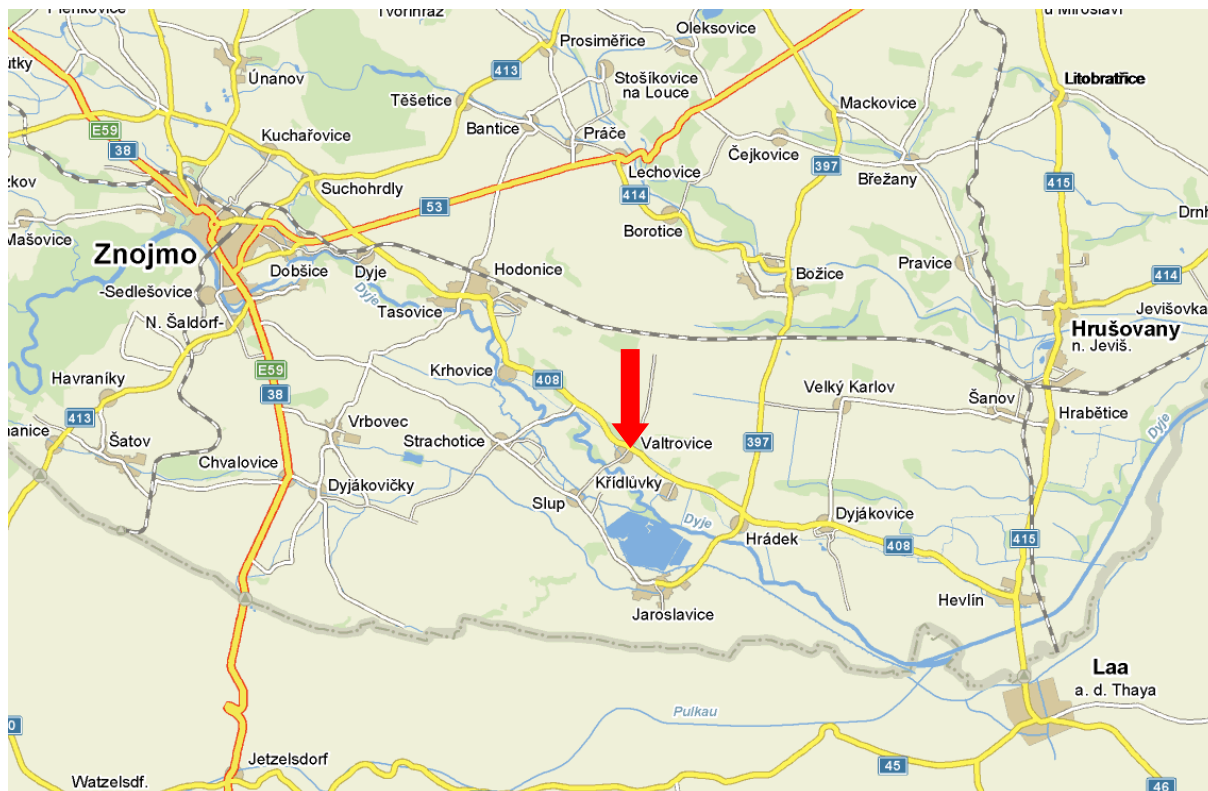 Tvořihráz
Oleksovice
u Miroslavi
Prosiměřice
Únanov
413
Stošíkovice
na Louce
Litobratřice
Těšetice
Mackovice
E59
Bantice
Práče
38
Kuchařovice
Čejkovice
397
Břežany
Lechovice
415
Suchohrdly
414
53
Borotice
Mašovice
Znojmo
Dobšice
Dyje
Hodonice
Božice
Pravice
414
-Sedlešovice
Dyje
Tasovice
Jevišovka
N. Šaldorf-
Hrušovany
n. Jeviš.
E59
Krhovice
408
Havraníky
38
Velký Karlov
Šanov
413
Vrbovec
Hrabětice
Dyje
Šatov
Strachotice
Valtrovice
397
Chvalovice
Křídlůvky
Dyjákovičky
Slup
Dyje
Dyjákovice
Hrádek
408
415
Hevlín
Jaroslavice
Laa
a. d. Thaya
Pulkau
Jetzelsdorf
45
Watzelsdf.
46